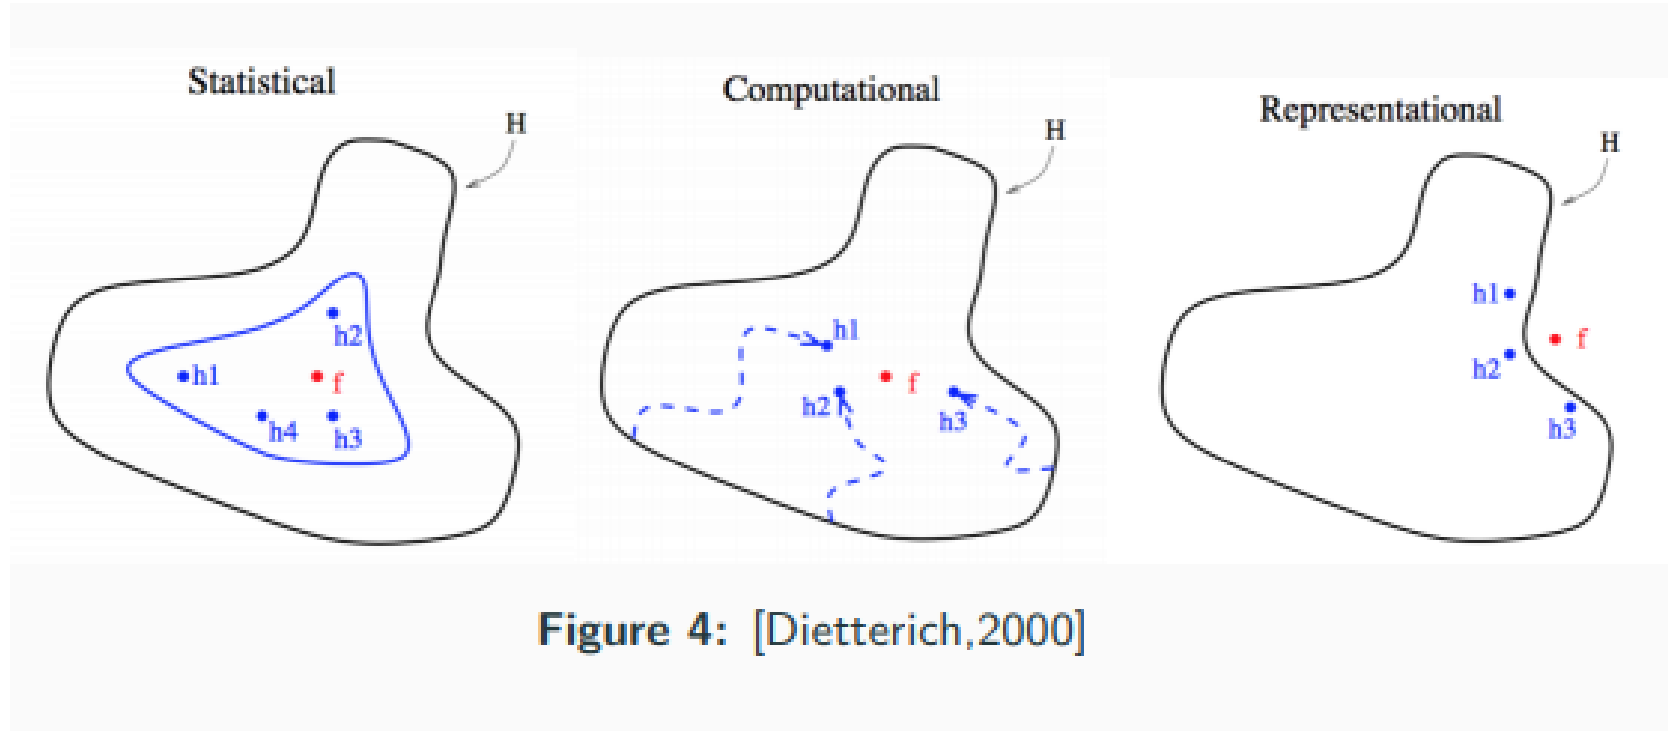 Statistical
H
h2
h1
f
h4
h3
Computational
H
h1
f
h2
h3
Representational
H
h1
f
h2
h3
Figure 4: [Dietterich,2000]